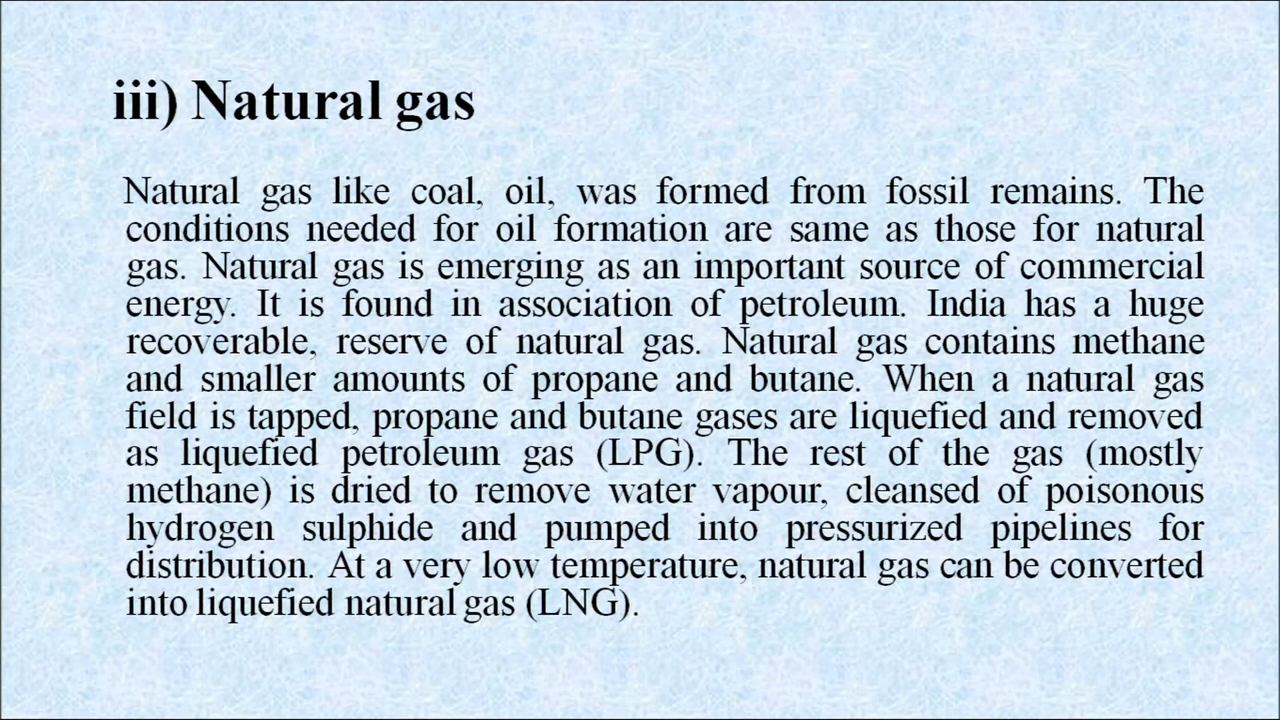 iii) Natural gas
Natural gas like coal, oil, was formed from fossil remains. The
conditions needed for oil formation are same as those for natural
gas. Natural gas is emerging as an important source of commercial
energy. It is found in association of petroleum. India has a huge
recoverable, reserve of natural gas. Natural gas contains methane
and smaller amounts of propane and butane. When a natural gas
field is tapped, propane and butane gases are liquefied and removed
as liquefied petroleum gas (LPG). The rest of the gas (mostly
methane) is dried to remove water vapour, cleansed of poisonous
hydrogen sulphide and pumped into pressurized pipelines for
distribution. At a very low temperature, natural gas can be converted
into liquefied natural gas (LNG).